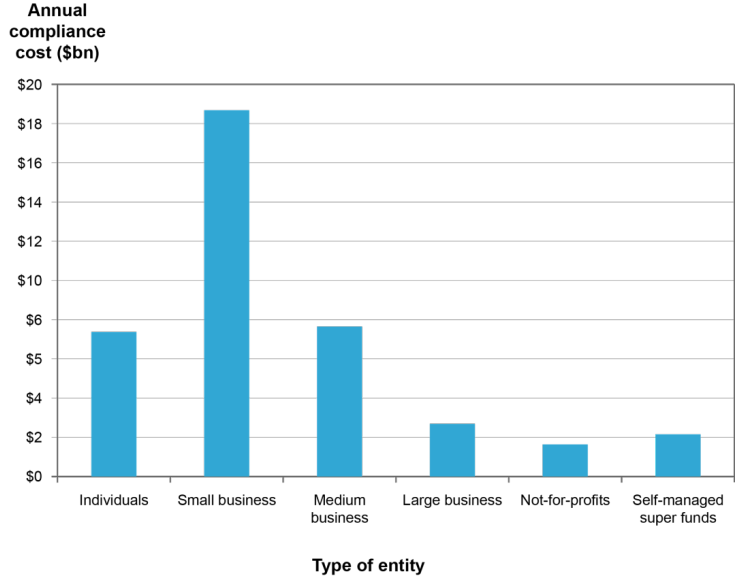 Annual
compliance
cost ($bn)
$20
$18
$16
$14
$12
$10
$6
$5
$4
$2
$0
Individuals
Small business
Medium
business
Large business
Not-for-profits
Self-managed
super funds
Type of entity